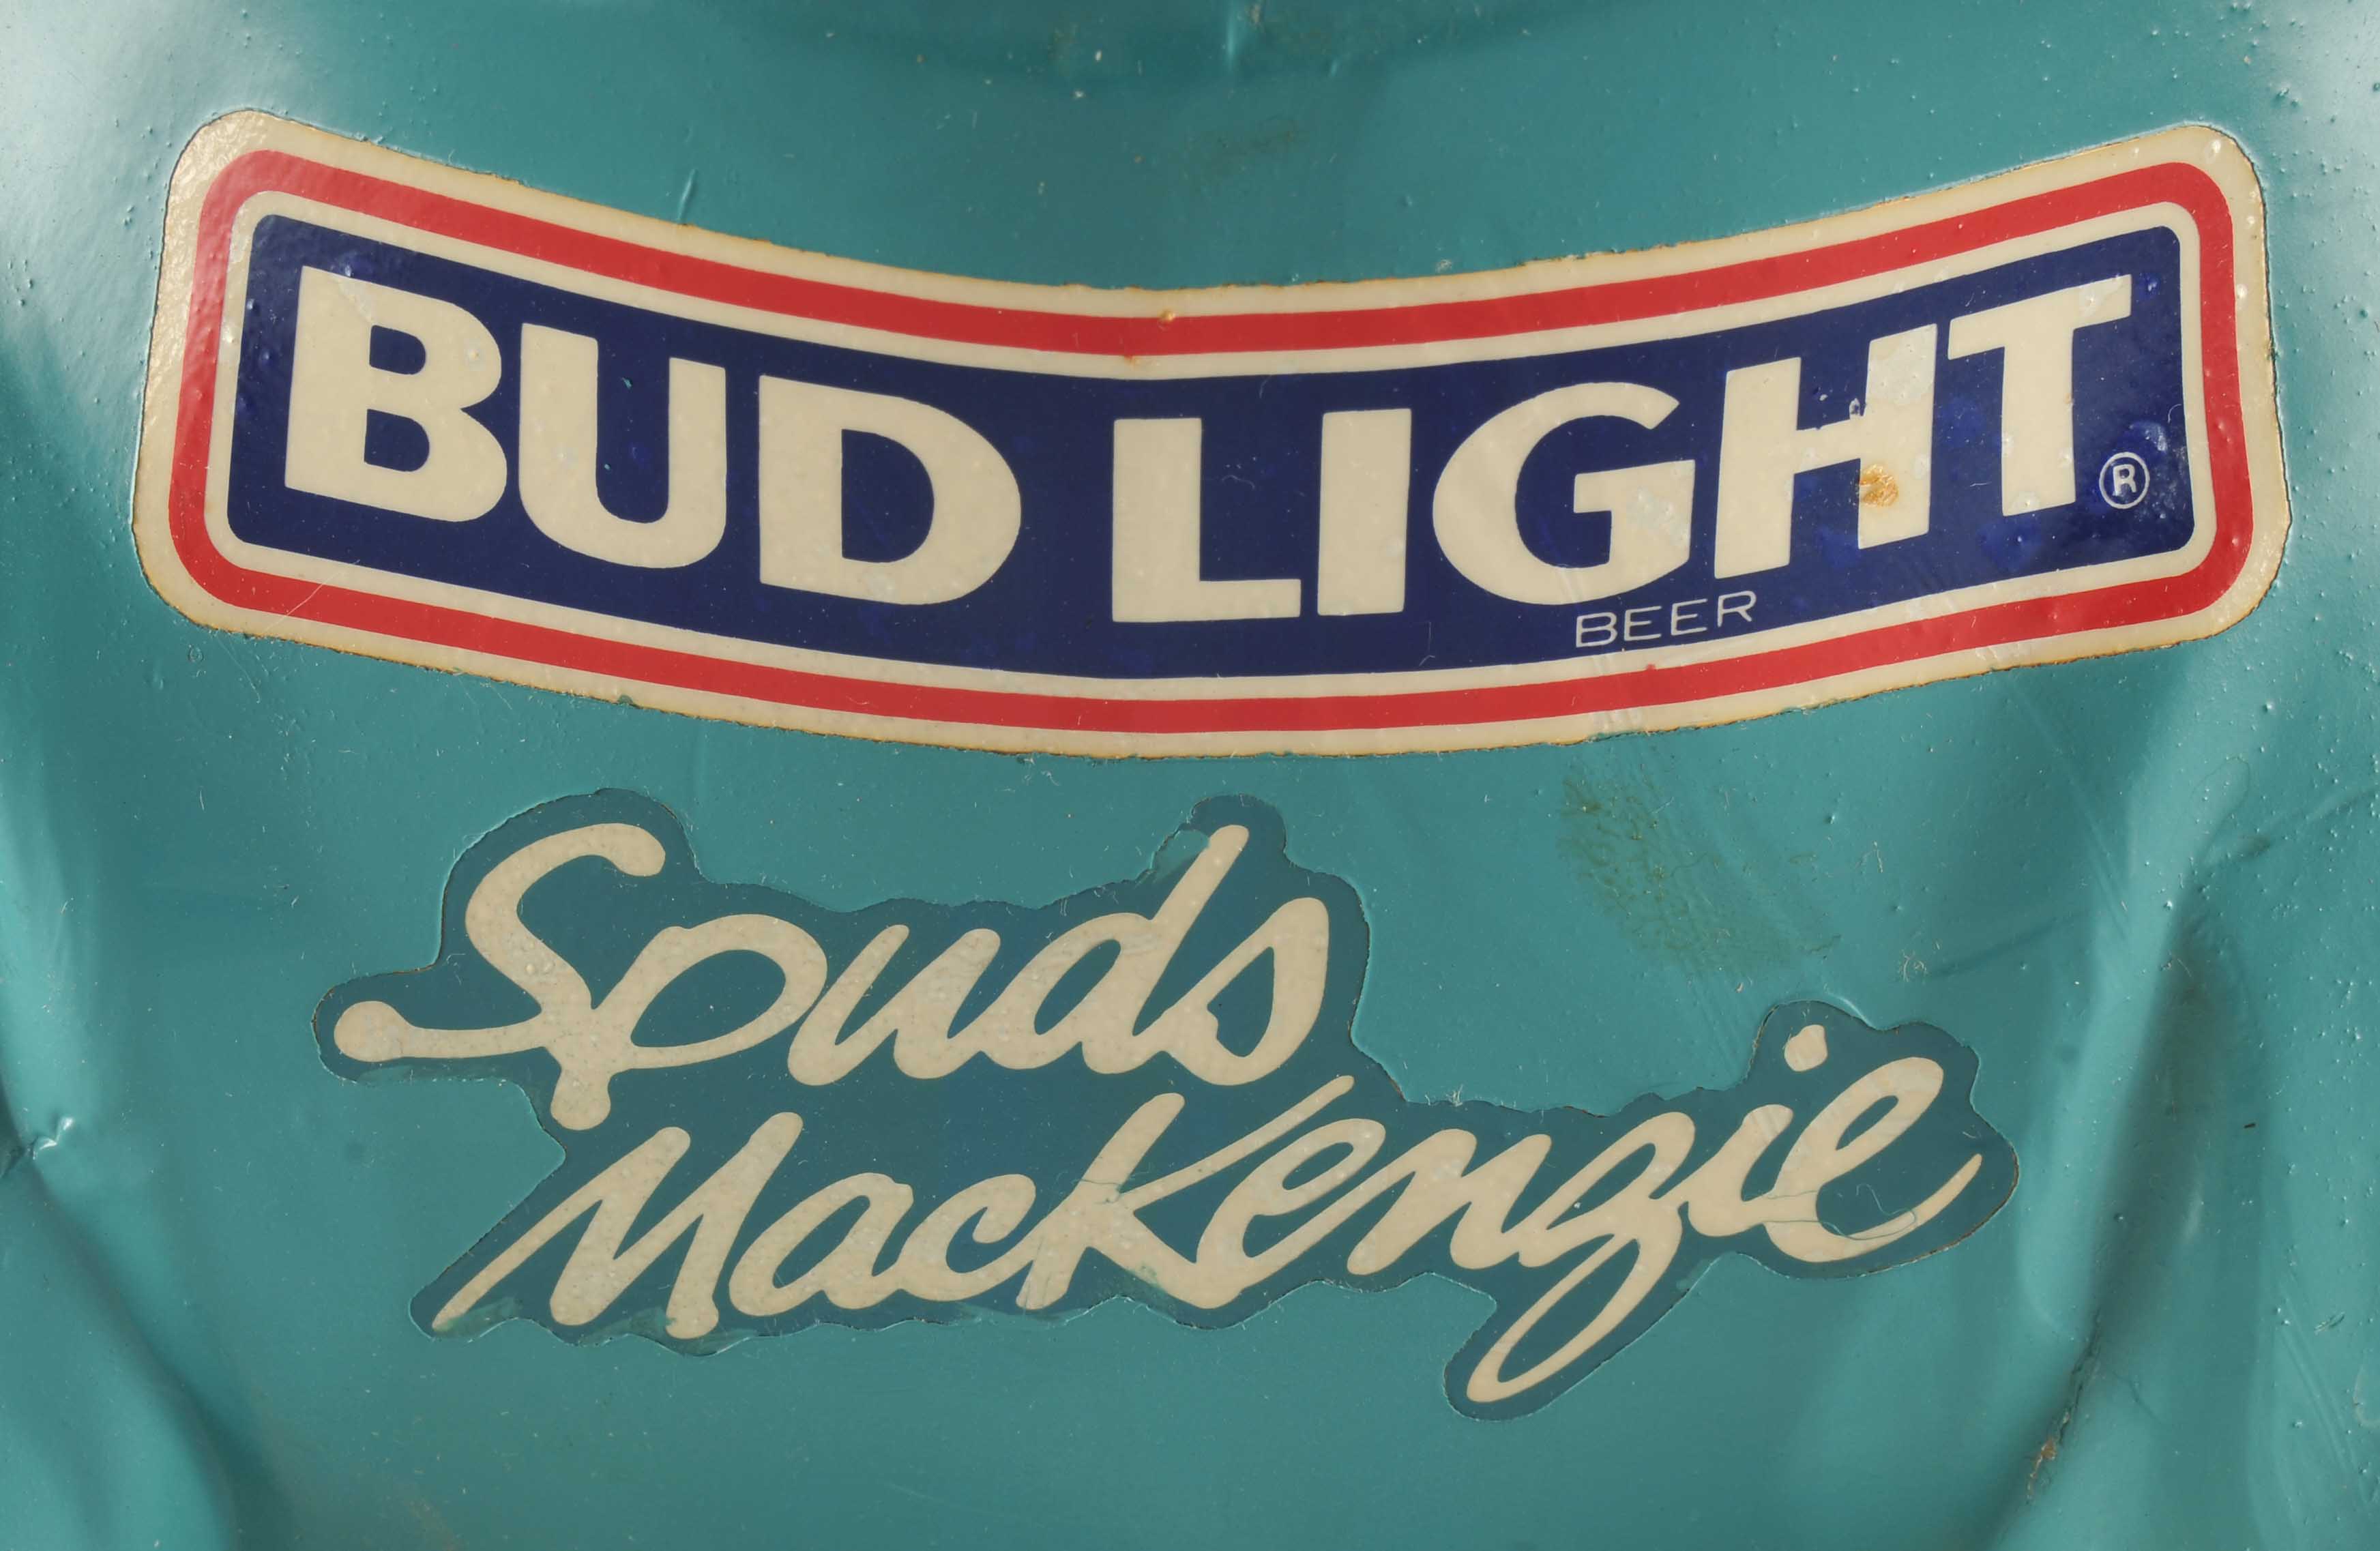 BUD LIGHT®
BEER
Spuds
MacKenzie